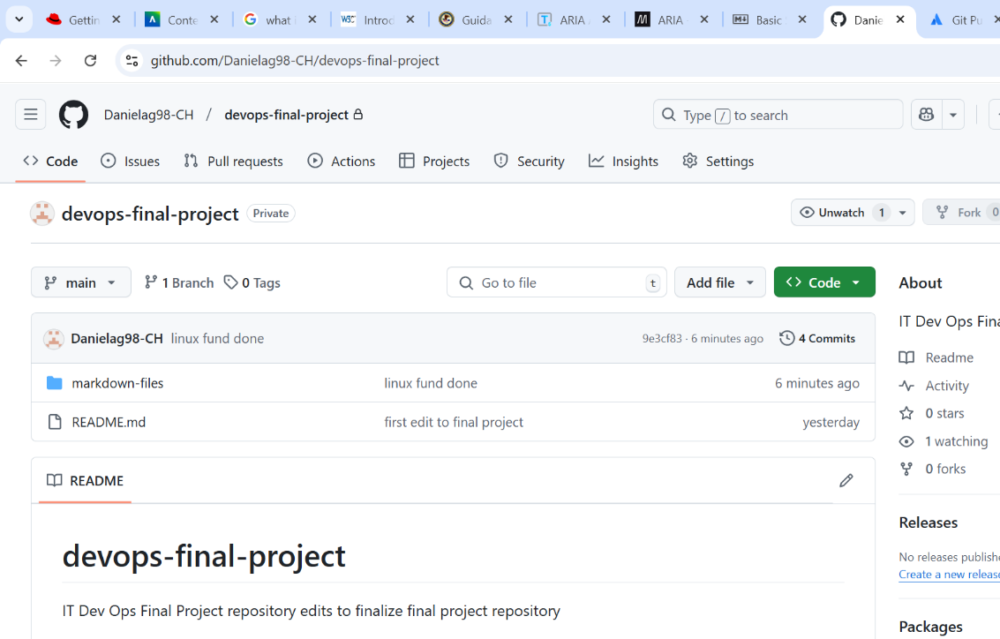 Gettin
Conte
what i
W3C
Introd
Guida
T.
ARIA
ARIA
Basic
Danie
Git Pu
github.com/Danielag98-CH/devops-final-project
Danielag98-CH / devops-final-project
Type / to search
<> Code
Issues
Pull requests
Actions
Projects
Security
Insights
Settings
devops-final-project
Private
Unwatch 1
Fork 0
main
1 Branch
0 Tags
Go to file
t
Add file
<> Code
Danielag98-CH linux fund done
9e3cf83 · 6 minutes ago
4 Commits
markdown-files
linux fund done
6 minutes ago
README.md
first edit to final project
yesterday
README
devops-final-project
IT Dev Ops Final Project repository edits to finalize final project repository
About
IT Dev Ops Fina
Readme
Activity
0 stars
1 watching
0 forks
Releases
No releases publishe
Create a new release
Packages